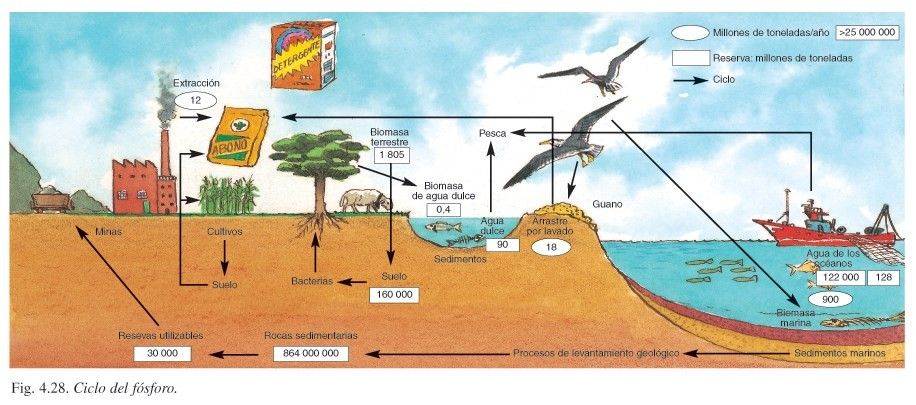 Millones de toneladas/año >25 000 000
Reserva: millones de toneladas
Ciclo
DETERGENTE
Extracción
12
ABONO
Biomasa
terrestre
1 805
Pesca
Biomasa
de agua dulce
0,4
Guano
Agua
dulce
90
Arrastre
por lavado
18
Minas
Cultivos
Sedimentos
Agua de los
océanos
122 000
128
900
Biomasa
marina
Suelo
Bacterias
Suelo
160 000
Resevas utilizables
30 000
Rocas sedimentarias
864 000 000
Procesos de levantamiento geológico
Sedimentos marinos
Fig. 4.28. Ciclo del fósforo.